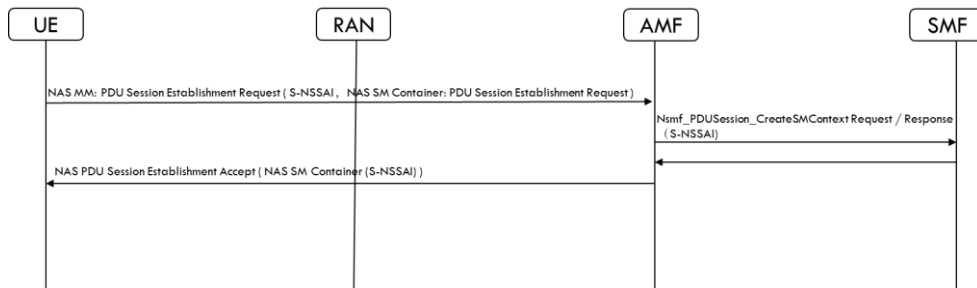 UE RAN AMF SMF
NAS MM: PDU Session Establishment Request ( S-NSSAI， NAS SM Container: PDU Session Establishment Request )
Nsmf_PDUSession_CreateSMContext Request / Response
（S-NSSAI)
NAS PDU Session Establishment Accept ( NAS SM Container (S-NSSAI) )